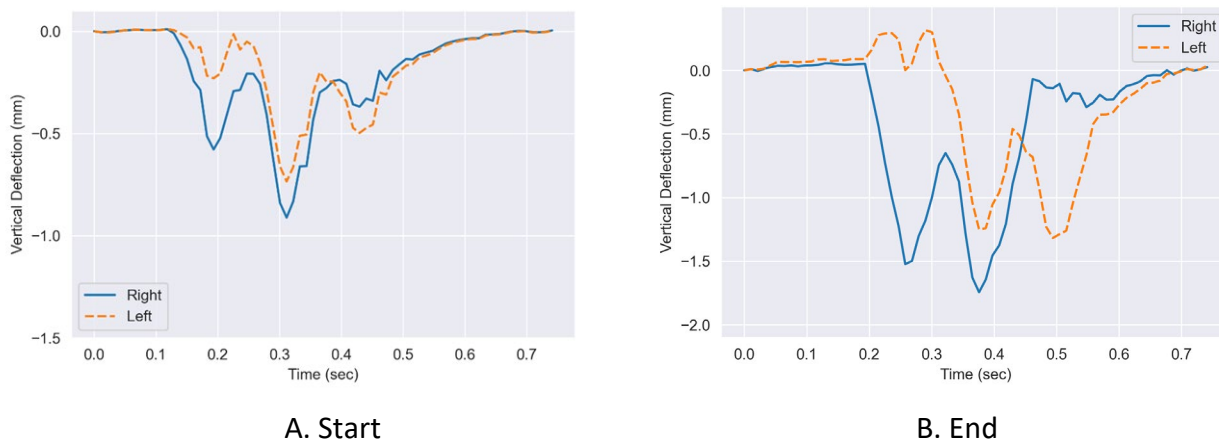 0.0
−0.5
−1.0
−1.5
Vertical Deflection (mm)
Right
Left
0.0 0.1 0.2 0.3 0.4 0.5 0.6 0.7
Time (sec)
A. Start
0.0
−0.5
−1.0
−1.5
−2.0
Vertical Deflection (mm)
Right
Left
0.0 0.1 0.2 0.3 0.4 0.5 0.6 0.7
Time (sec)
B. End